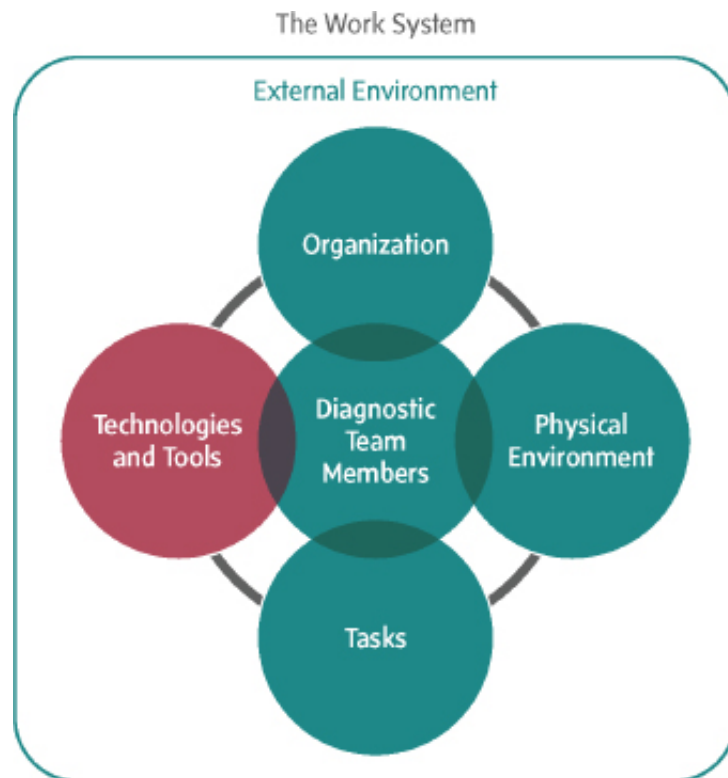 The Work System
External Environment
Organization
Technologies
and Tools
Diagnostic
Team
Members
Physical
Environment
Tasks